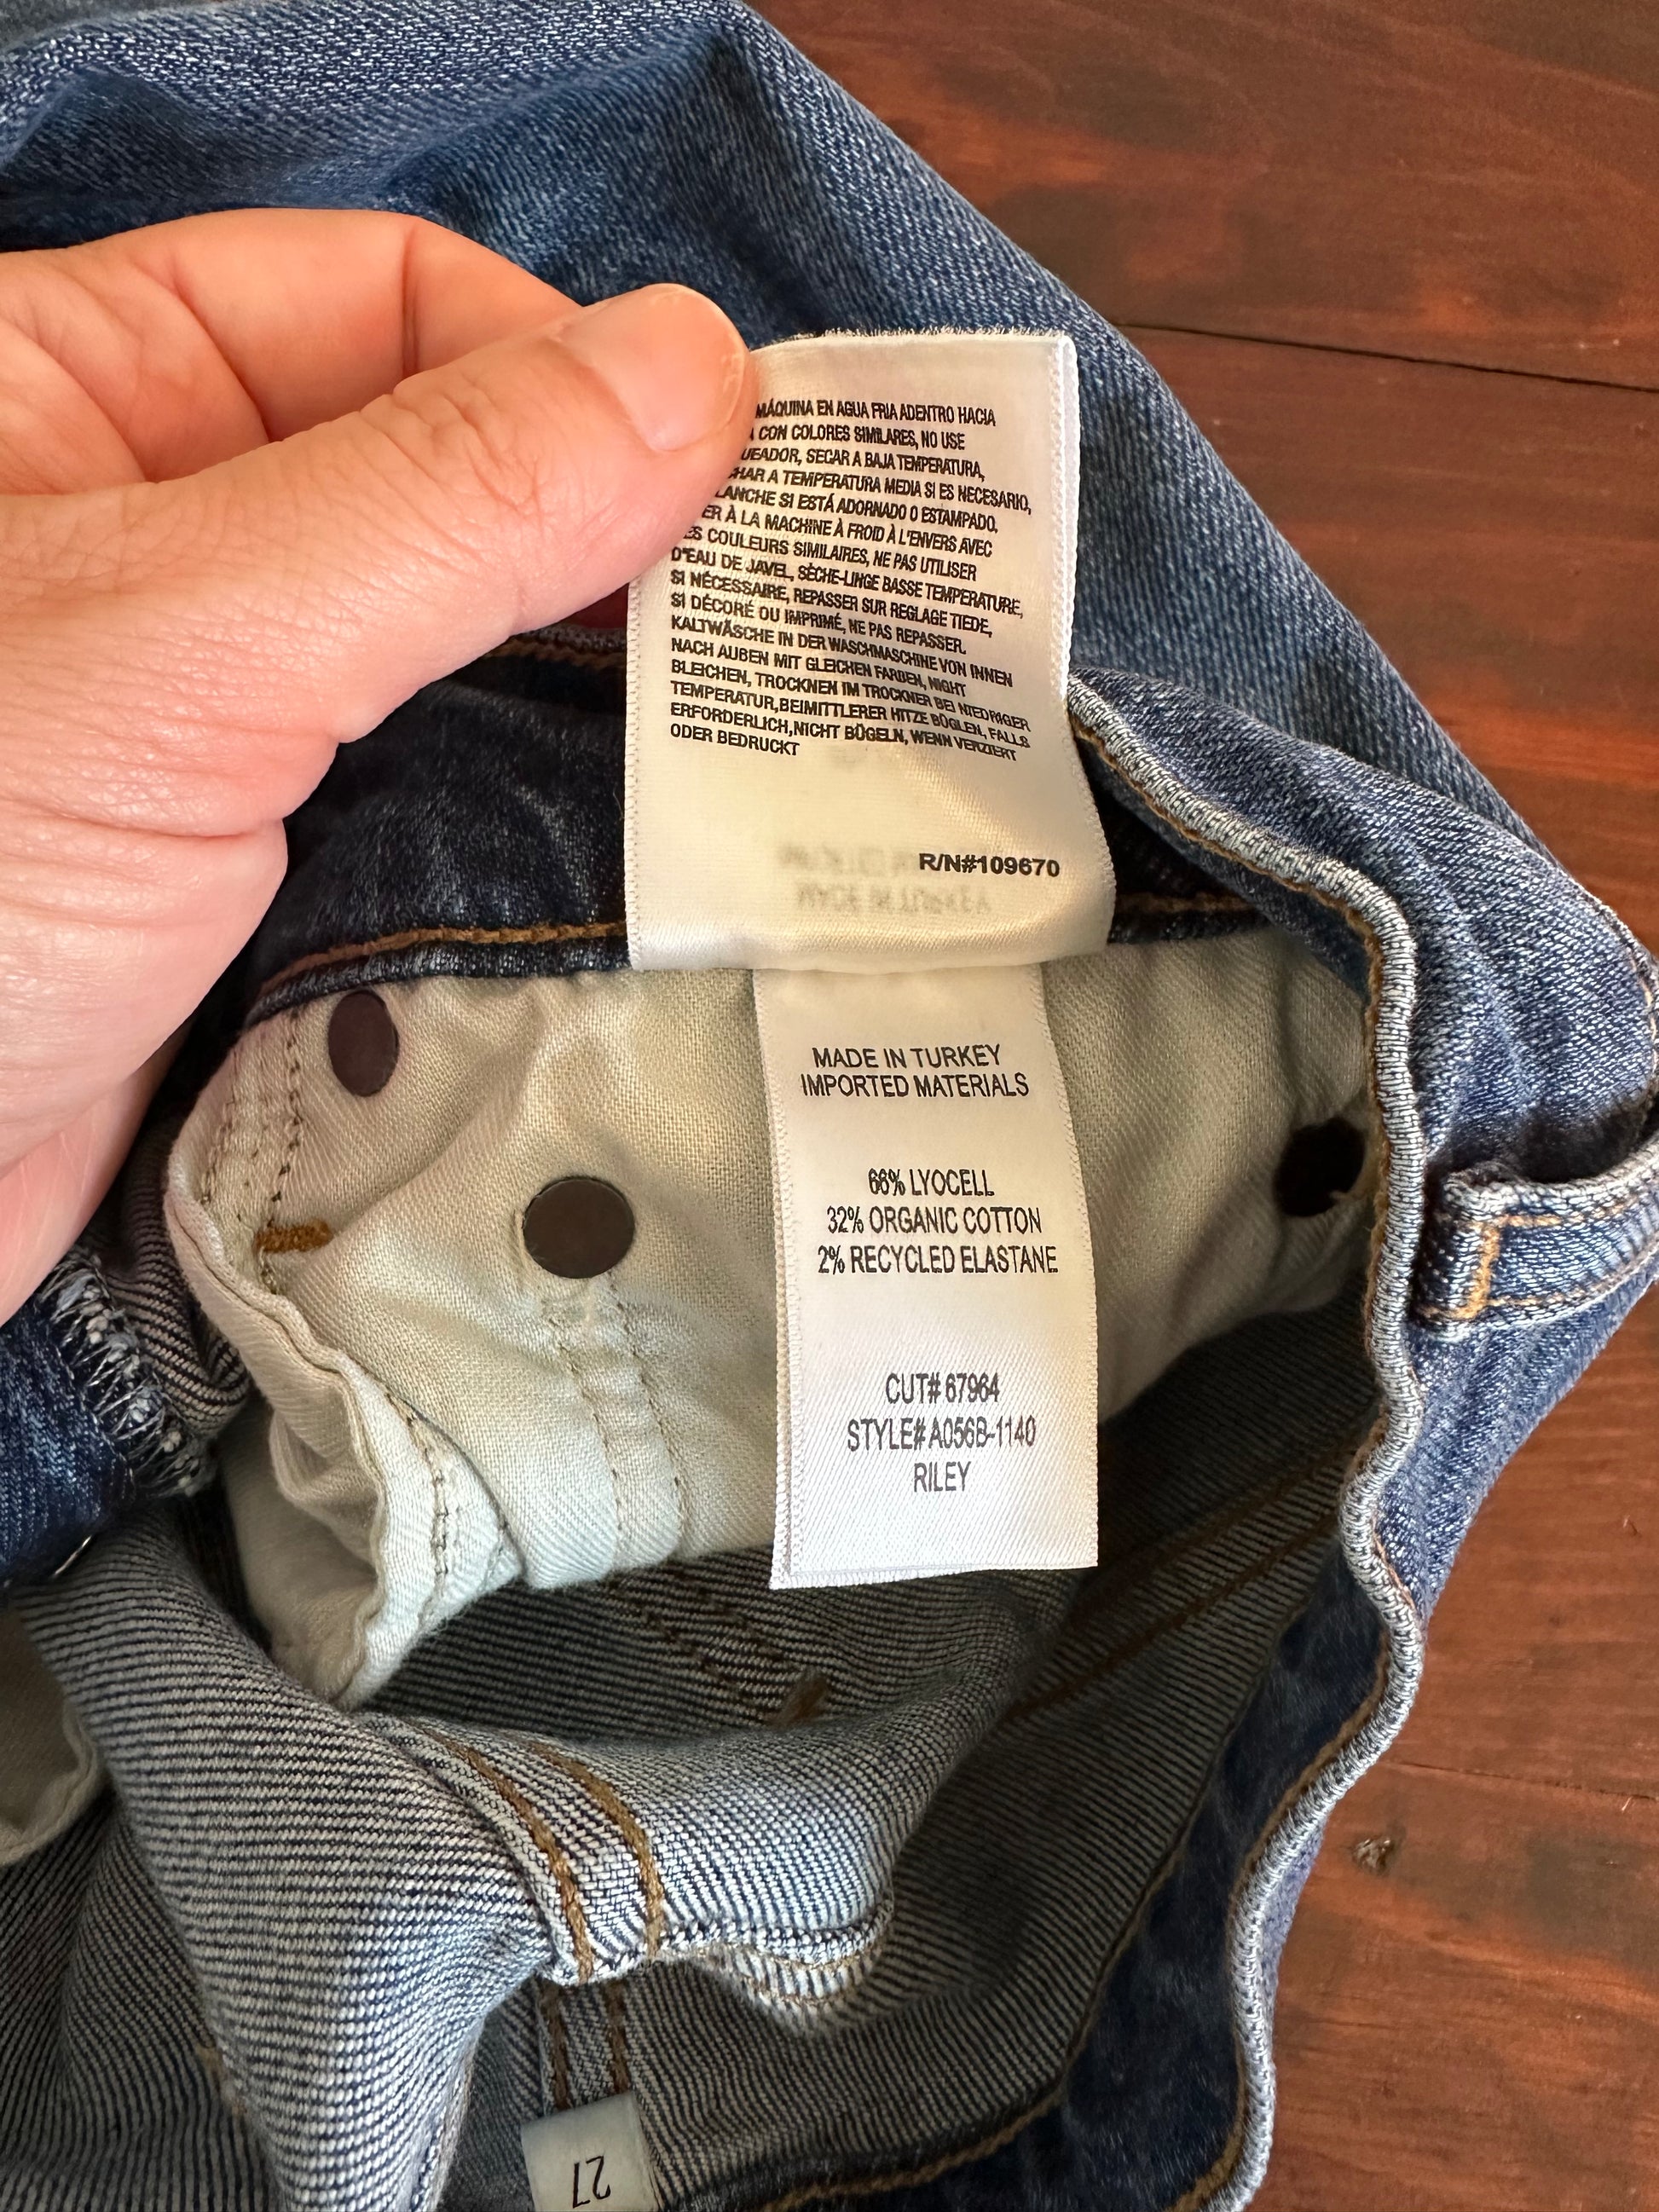 MÁQUINA EN AGUA FRIA ADENTRO HACIA
CON COLORES SIMILARES, NO USE
SECAR A BAJA TEMPERATURA,
A TEMPERATURA MEDIA SI ES NECESARIO,
SI ESTÁ ADORNADO O ESTAMPADO.
À LA MACHINE À FROID À L'ENVERS AVEC
COULEURS SIMILAIRES, NE PAS UTILISER
D'EAU DE JAVEL, SÈCHE-LINGE BASSE TEMPERATURE,
SI NÉCESSAIRE, REPASSER SUR REGLAGE TIEDE,
SI DÉCORÉ OU IMPRIMÉ, NE PAS REPASSER.
KALTWÄSCHE IN DER WASCHMASCHINE VON INNEN
NACH AUBEN MIT GLEICHEN FARBEN, NIGHT
BLEICHEN, TROCKNEN IM TROCKNER BEI NIEDRIGER
TEMPERATUR,BEIMITTLERER HITZE BÜGLEN, FALLS
ERFORDERLICH,NICHT BÜGELN, WENN VERZIERT
ODER BEDRUCKT
R/N#109670
MADE IN TURKEY
IMPORTED MATERIALS
66% LYOCELL
32% ORGANIC COTTON
2% RECYCLED ELASTANE
CUT# 67964
STYLE# A056B-1140
RILEY
27